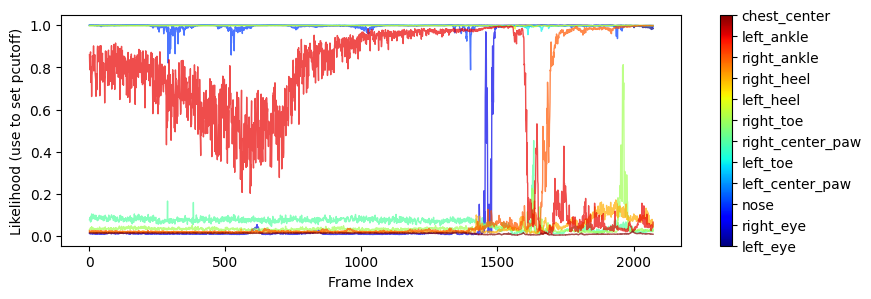 Likelihood (use to set pcutoff)
1.0
0.8
0.6
0.4
0.2
0.0
0
500
1000
1500
2000
Frame Index
chest_center
left_ankle
right_ankle
right_heel
left_heel
right_toe
right_center_paw
left_toe
left_center_paw
nose
right_eye
left_eye